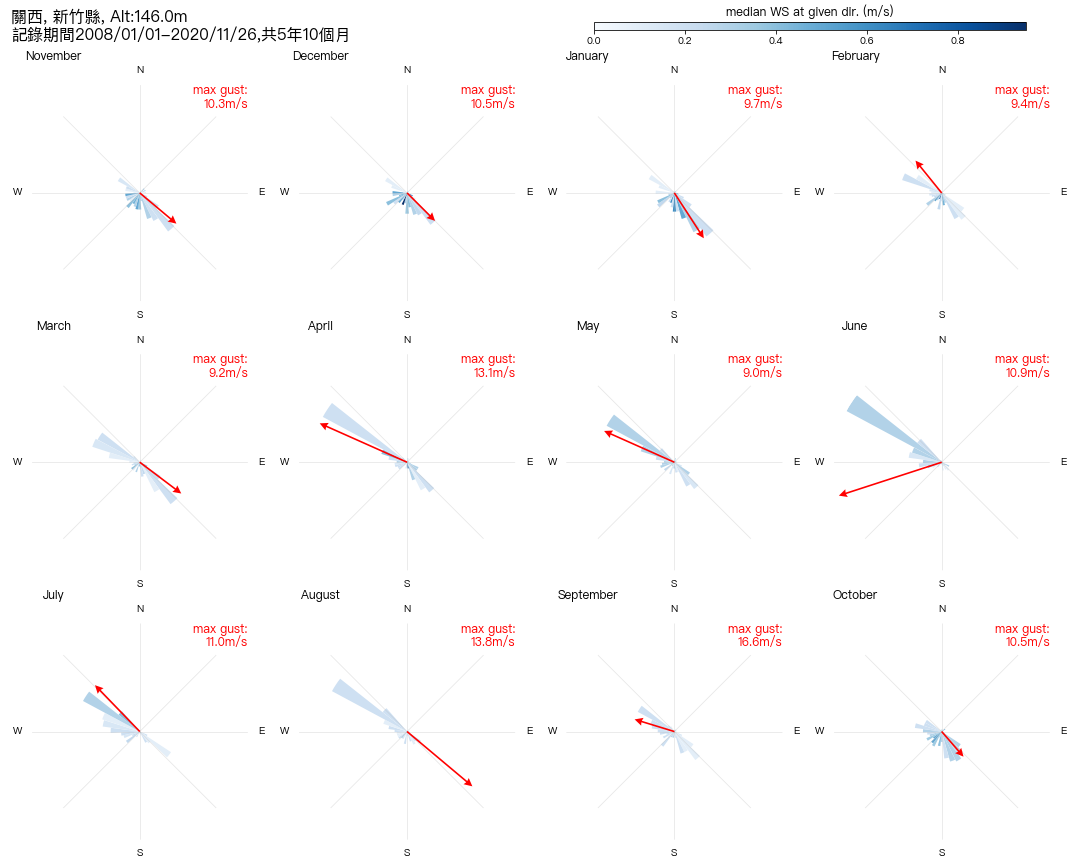 關西, 新竹縣, Alt:146.0m
記錄期間2008/01/01–2020/11/26,共5年10個月
median WS at given dir. (m/s)
0.0 0.2 0.4 0.6 0.8
November
N
max gust:
10.3m/s
W
E
S
December
N
max gust:
10.5m/s
W
E
S
January
N
max gust:
9.7m/s
W
E
S
February
N
max gust:
9.4m/s
W
E
S
March
N
max gust:
9.2m/s
W
E
S
April
N
max gust:
13.1m/s
W
E
S
May
N
max gust:
9.0m/s
W
E
S
June
N
max gust:
10.9m/s
W
E
S
July
N
max gust:
11.0m/s
W
E
S
August
N
max gust:
13.8m/s
W
E
S
September
N
max gust:
16.6m/s
W
E
S
October
N
max gust:
10.5m/s
W
E
S